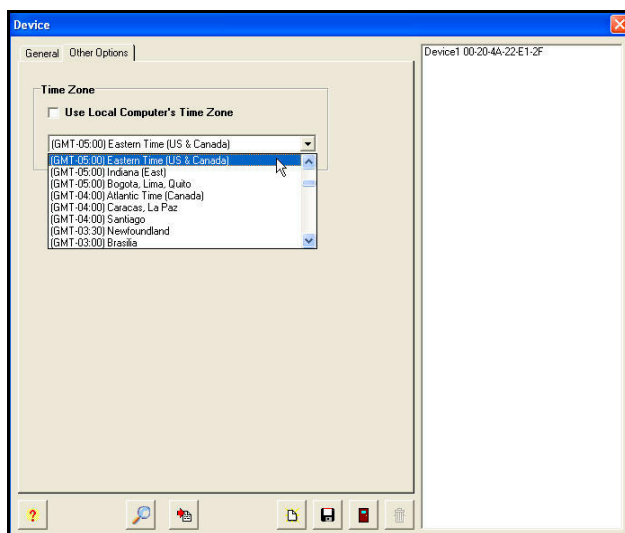 Device
General Other Options
Device1 00-20-4A-22-E1-2F
Time Zone
Use Local Computer's Time Zone
(GMT-05:00) Eastern Time (US & Canada)
(GMT-05:00) Eastern Time (US & Canada)
(GMT-05:00) Indiana (East)
(GMT-05:00) Bogota, Lima, Quito
(GMT-04:00) Atlantic Time (Canada)
(GMT-04:00) Caracas, La Paz
(GMT-04:00) Santiago
(GMT-03:30) Newfoundland
(GMT-03:00) Brasilia
?